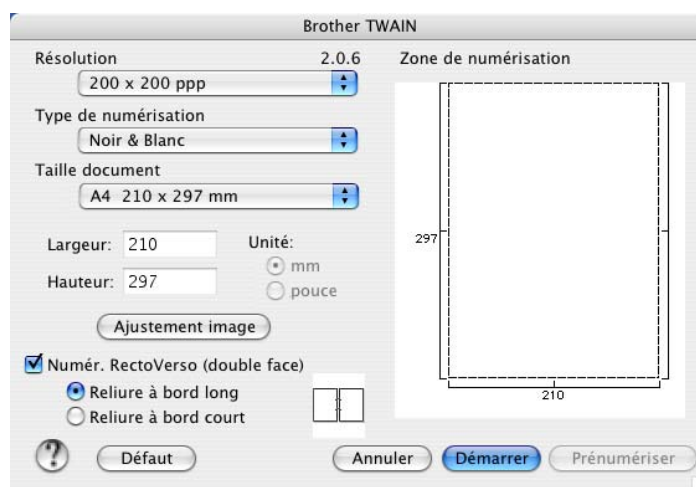 Brother TWAIN
Résolution 2.0.6
200 x 200 ppp
Type de numérisation
Noir & Blanc
Taille document
A4 210 x 297 mm
Largeur: 210
Hauteur: 297
Unité:
mm
pouce
Ajustement image
Numér. RectoVerso (double face)
Reliure à bord long
Reliure à bord court
Zone de numérisation
297
210
? Défaut Annuler Démarrer Prénumériser